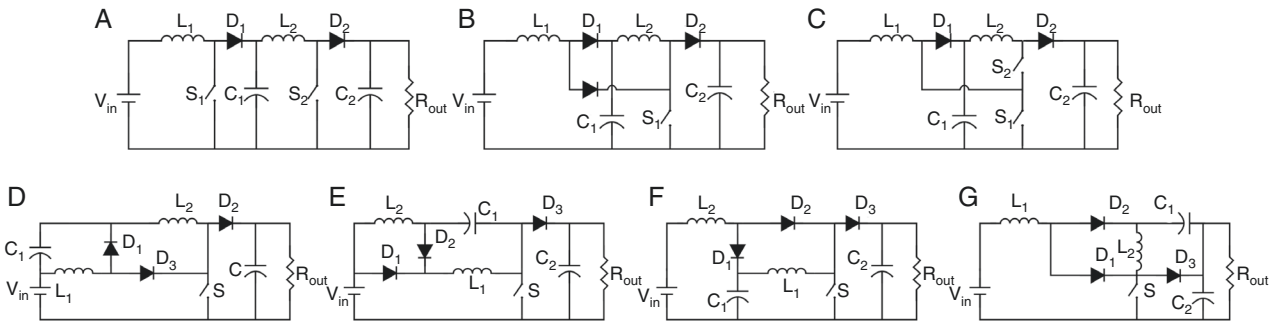 A
L1
D1
L2
D2
Vin
S1
C1
S2
C2
Rout
B
L1
D1
L2
D2
Vin
C1
S1
C2
Rout
C
L1
D1
L2
D2
Vin
C1
S2
S1
C2
Rout
D
L2
D2
C1
D1
D3
Vin
L1
S
C
Rout
E
L2
C1
D3
D1
D2
Vin
L1
S
C2
Rout
F
L2
D2
D3
D1
Vin
C1
L1
S
C2
Rout
G
L1
D2
C1
L2
D1
D3
Vin
S
C2
Rout